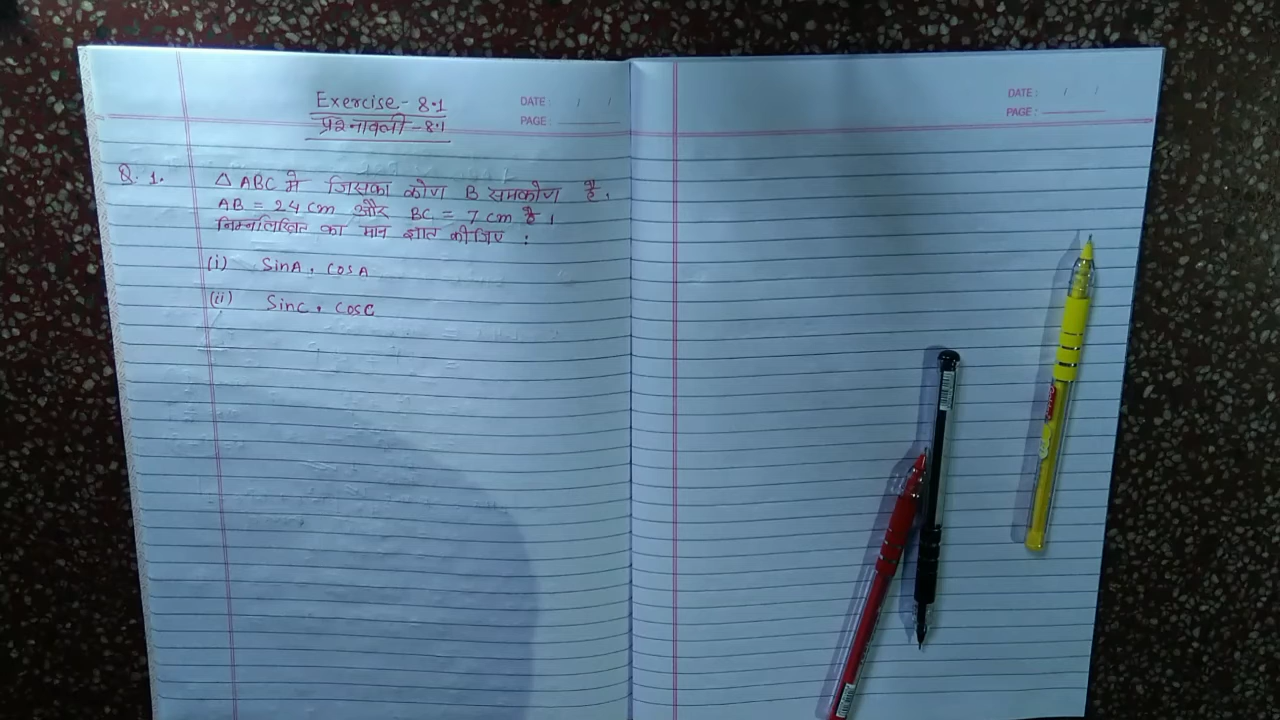 Exercise - 8.1
प्रश्नावली - 8.1
DATE : / /
PAGE :
Q. 1. △ ABC मे जिसका कोण B समकोण है,
AB = 24 cm और BC = 7 cm है ।
निम्नलिखित का मान ज्ञात कीजिए :
(i) SinA , cosA
(ii) Sinc , cosc
DATE : / /
PAGE :